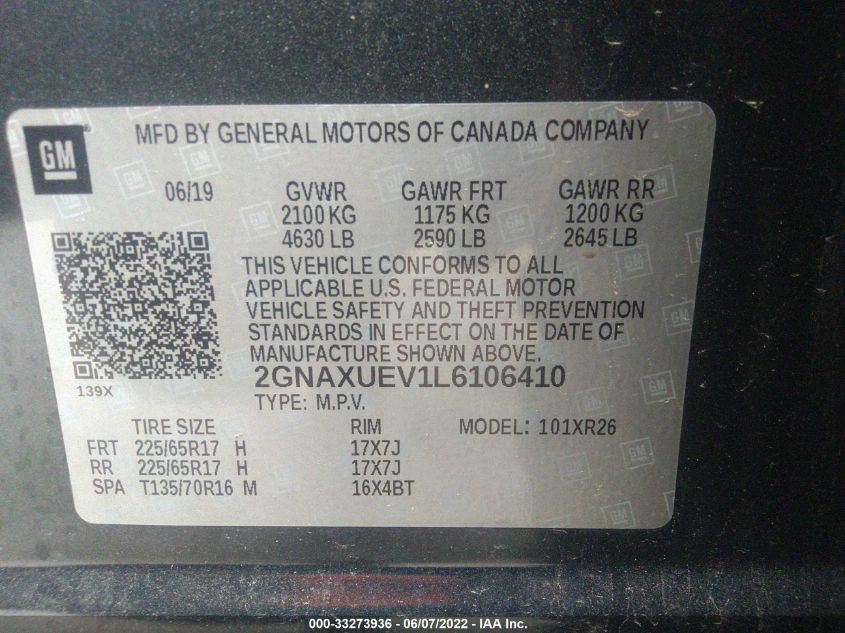 GM
MFD BY GENERAL MOTORS OF CANADA COMPANY
06/19 GVWR GAWR FRT GAWR RR
2100 KG 1175 KG 1200 KG
4630 LB 2590 LB 2645 LB
THIS VEHICLE CONFORMS TO ALL
APPLICABLE U.S. FEDERAL MOTOR
VEHICLE SAFETY AND THEFT PREVENTION
STANDARDS IN EFFECT ON THE DATE OF
MANUFACTURE SHOWN ABOVE.
139X
2GNAXUEV1L6106410
TYPE: M.P.V.
TIRE SIZE RIM MODEL: 101XR26
FRT 225/65R17 H 17X7J
RR 225/65R17 H 17X7J
SPA T135/70R16 M 16X4BT
000-33273936 - 06/07/2022 - IAA Inc.